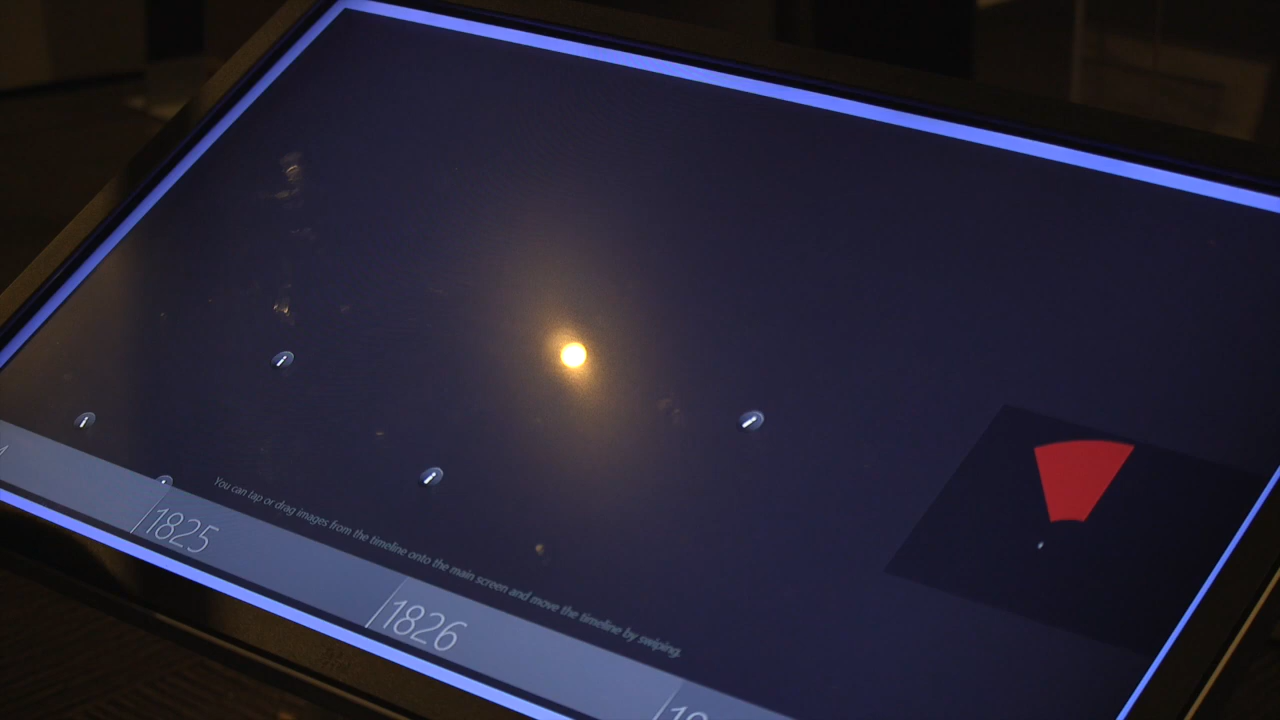 You can tap or drag images from the timeline onto the main screen and move the timeline by swiping.
1825
1826